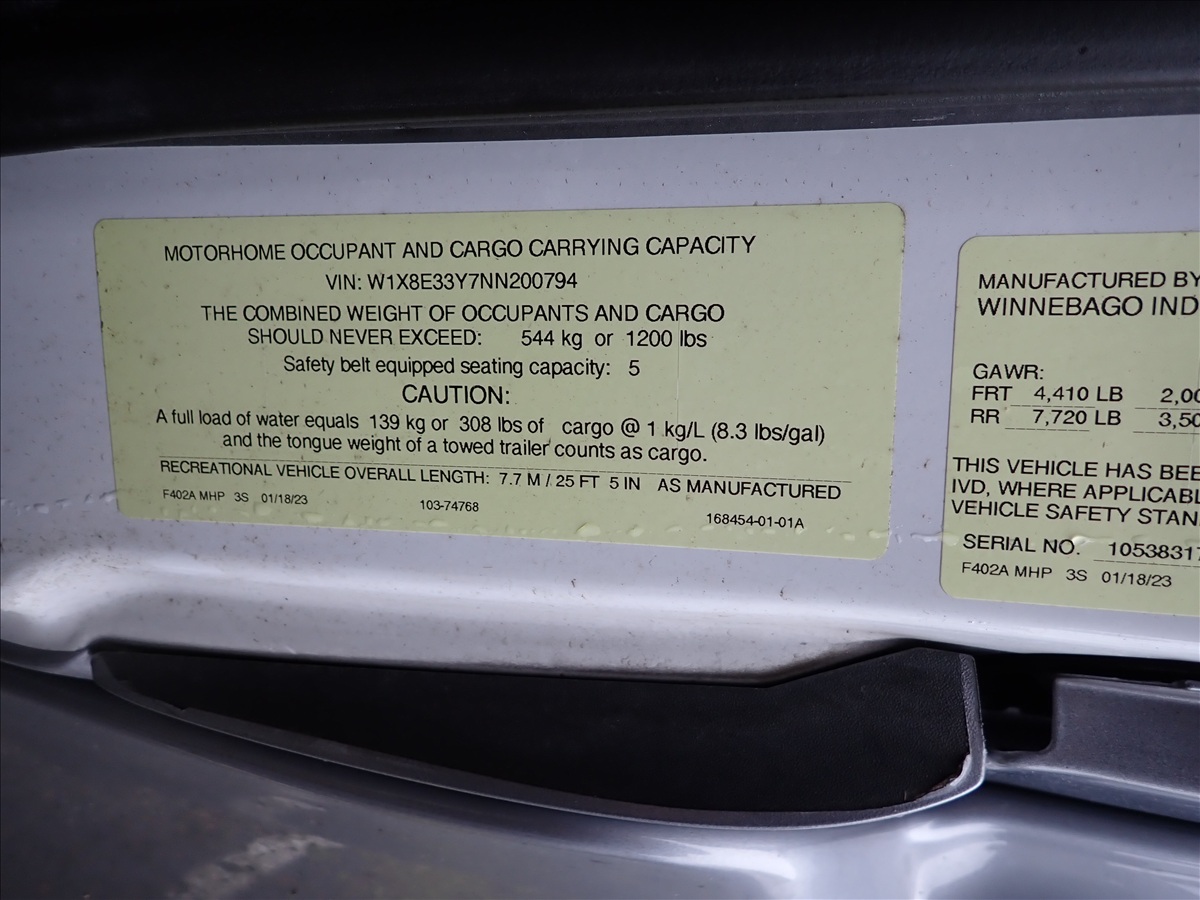 MOTORHOME OCCUPANT AND CARGO CARRYING CAPACITY
VIN: W1X8E33Y7NN200794
THE COMBINED WEIGHT OF OCCUPANTS AND CARGO
SHOULD NEVER EXCEED: 544 kg or 1200 lbs
Safety belt equipped seating capacity: 5
CAUTION:
A full load of water equals 139 kg or 308 lbs of cargo @ 1 kg/L (8.3 lbs/gal)
and the tongue weight of a towed trailer counts as cargo.
RECREATIONAL VEHICLE OVERALL LENGTH: 7.7 M / 25 FT 5 IN AS MANUFACTURED
F402A MHP 3S 01/18/23 103-74768 168454-01-01A
MANUFACTURED BY
WINNEBAGO IND
GAWR:
FRT 4,410 LB 2,00
RR 7,720 LB 3,50
THIS VEHICLE HAS BEE
IVD, WHERE APPLICABL
VEHICLE SAFETY STAN
SERIAL NO. 10538317
F402A MHP 3S 01/18/23